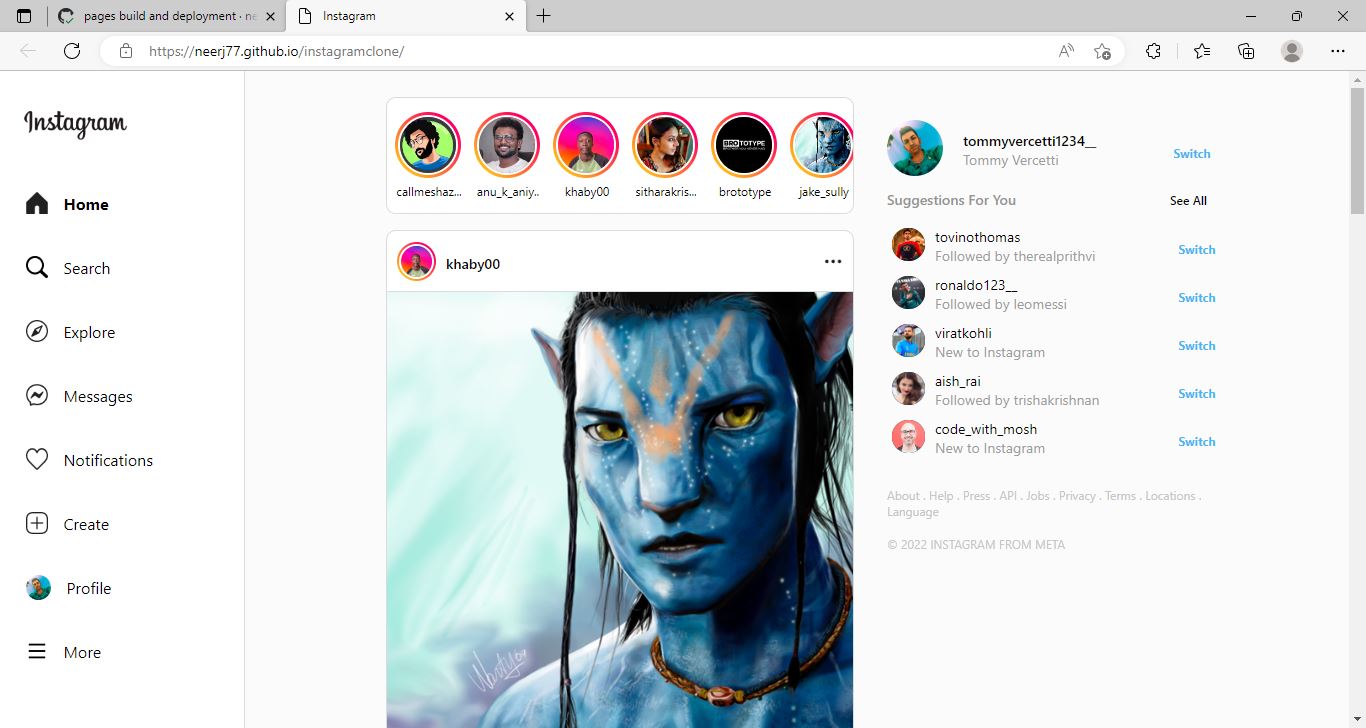 pages build and deployment · ne
Instagram
https://neerj77.github.io/instagramclone/
Instagram
Home
Search
Explore
Messages
Notifications
Create
Profile
More
callmeshaz... anu_k_aniy.. khaby00 sitharakris... brototype jake_sully
BROTOTYPE
khaby00
tommyvercetti1234__
Tommy Vercetti
Switch
Suggestions For You See All
tovinothomas
Followed by therealprithvi
Switch
ronaldo123__
Followed by leomessi
Switch
viratkohli
New to Instagram
Switch
aish_rai
Followed by trishakrishnan
Switch
code_with_mosh
New to Instagram
Switch
About . Help . Press . API . Jobs . Privacy . Terms . Locations .
Language
© 2022 INSTAGRAM FROM META